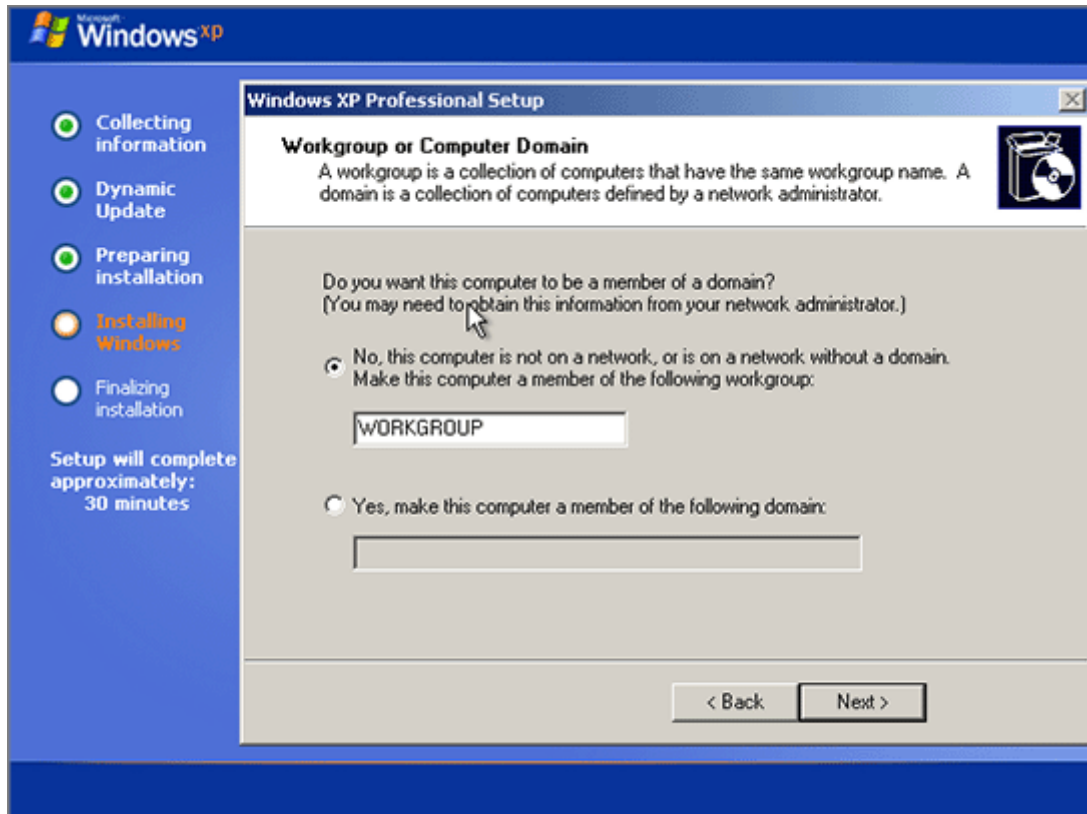 Microsoft
Windows xp
Collecting
information
Dynamic
Update
Preparing
installation
Installing
Windows
Finalizing
installation
Setup will complete
approximately:
30 minutes
Windows XP Professional Setup
Workgroup or Computer Domain
A workgroup is a collection of computers that have the same workgroup name. A
domain is a collection of computers defined by a network administrator.
Do you want this computer to be a member of a domain?
(You may need to obtain this information from your network administrator.)
No, this computer is not on a network, or is on a network without a domain.
Make this computer a member of the following workgroup:
WORKGROUP
Yes, make this computer a member of the following domain:
< Back
Next >